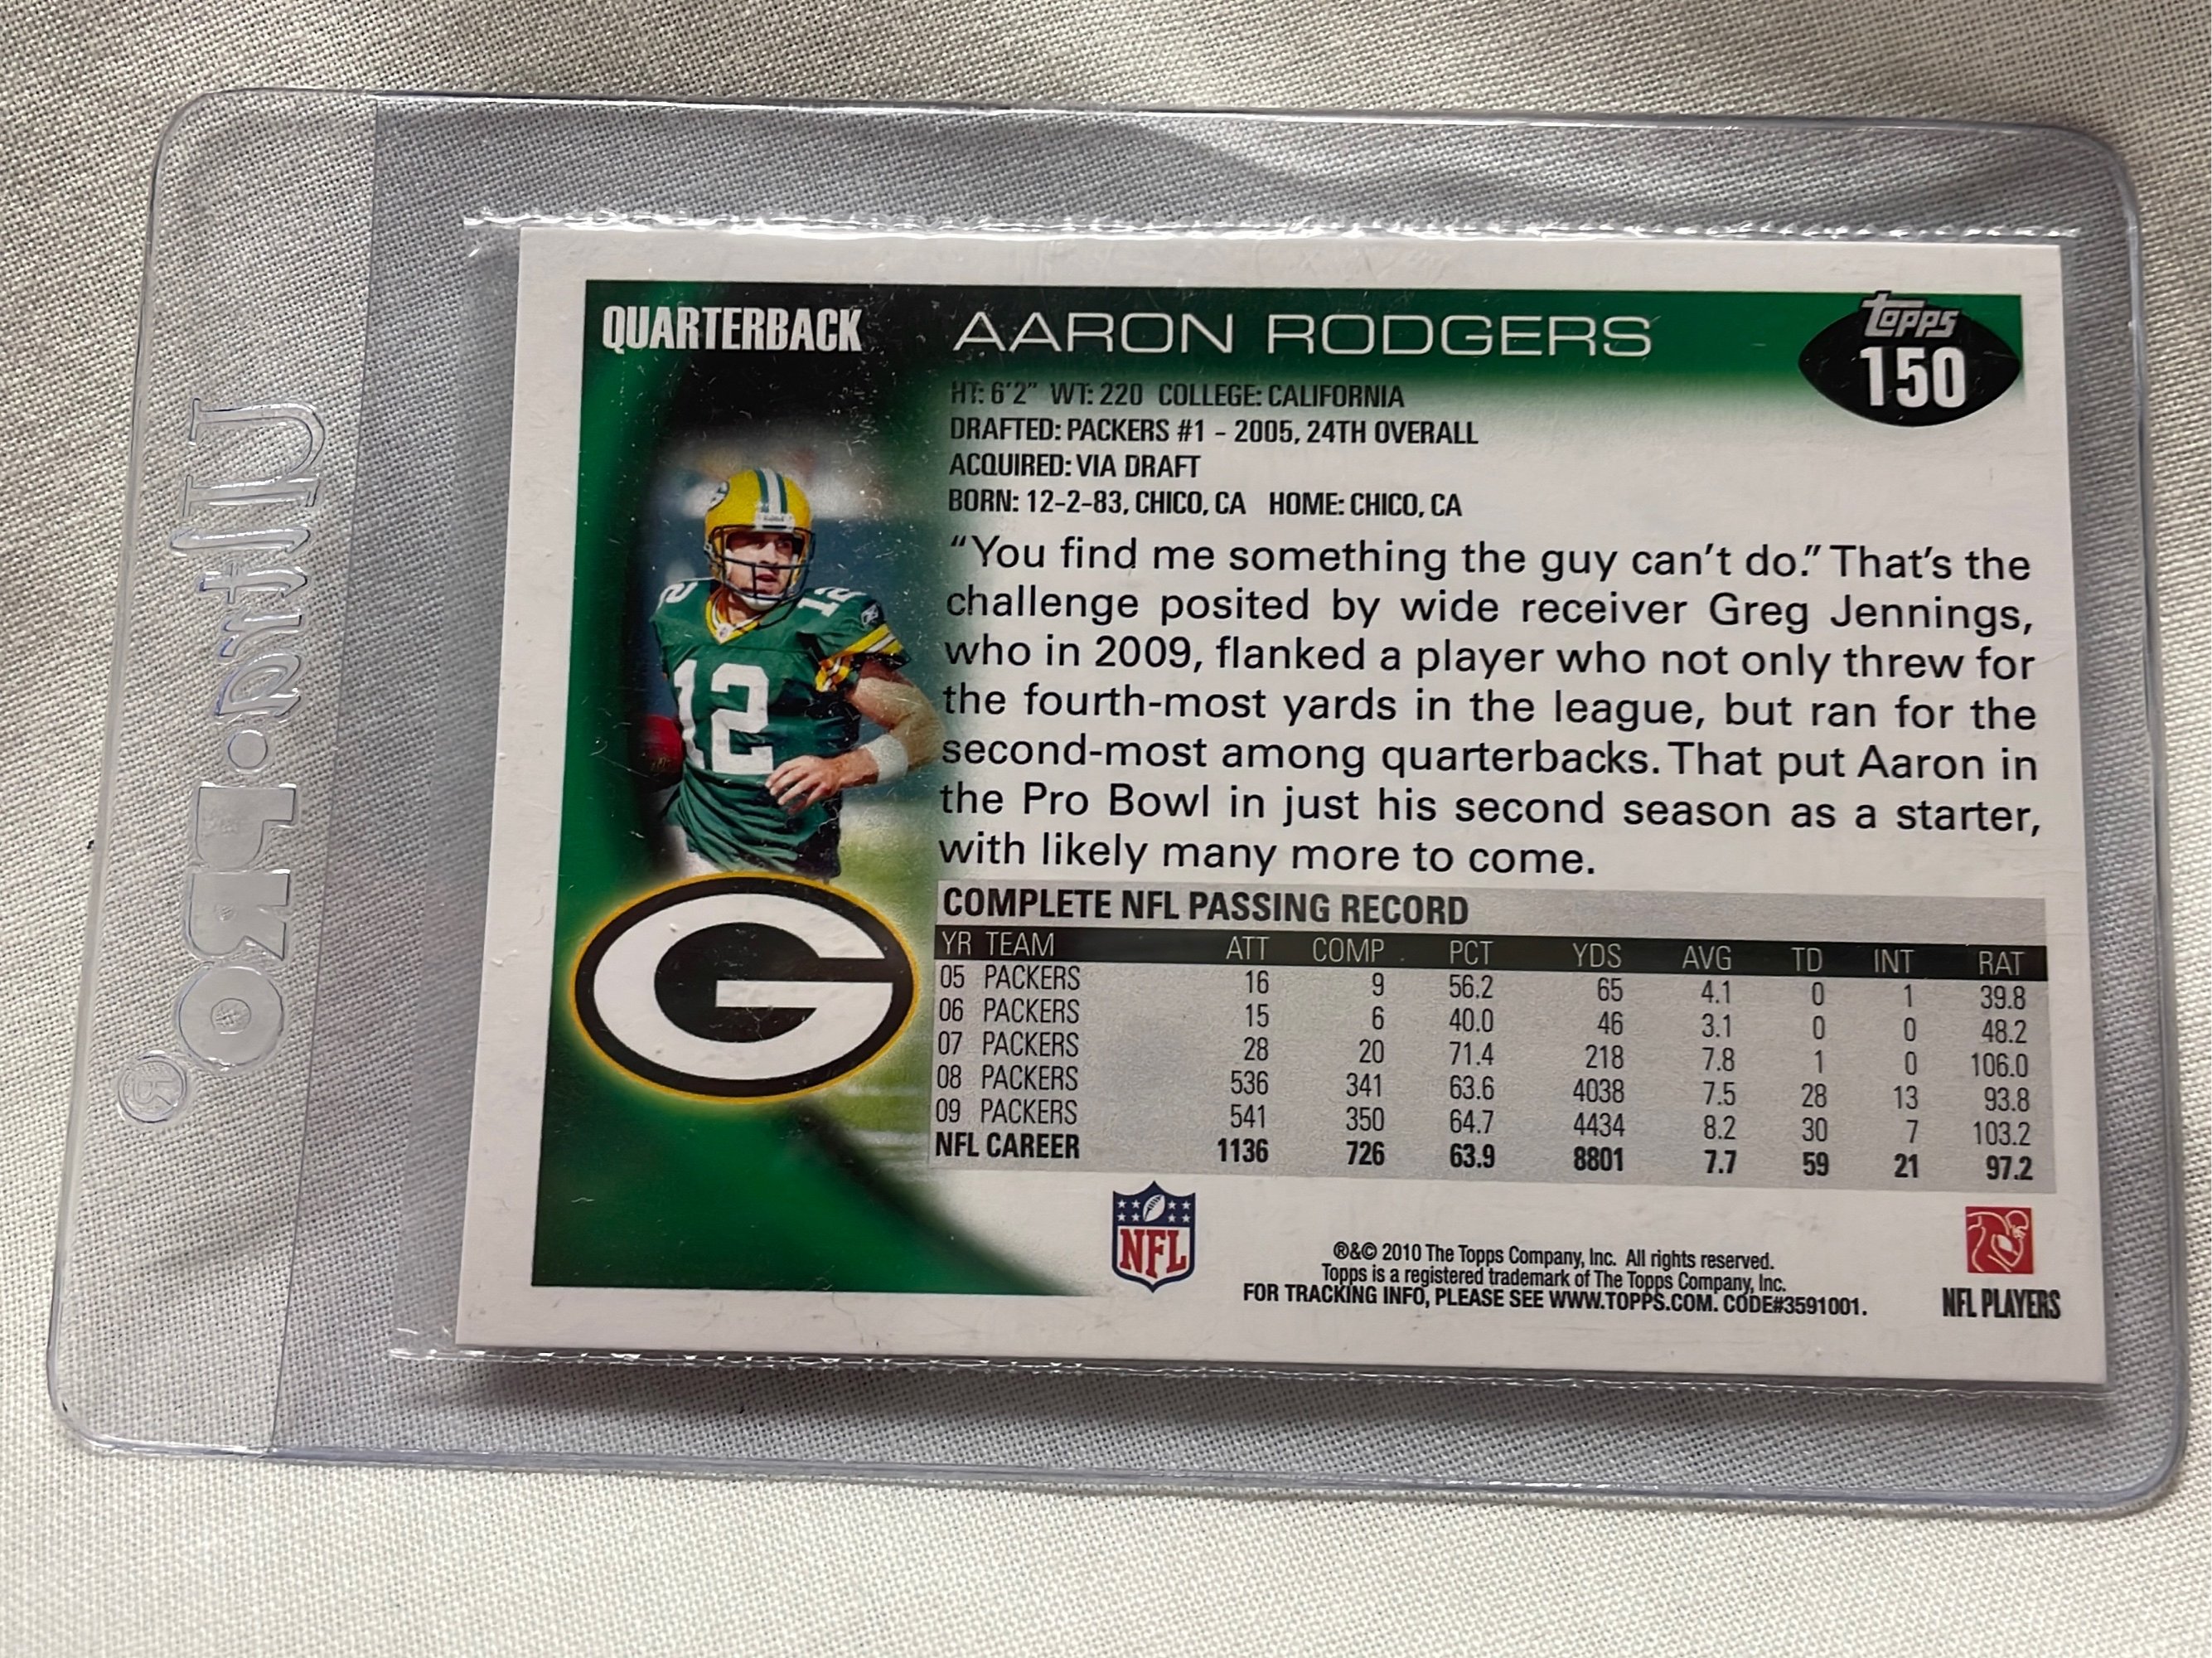 QUARTERBACK
AARON RODGERS
Topps
150
HT: 6'2" WT: 220 COLLEGE: CALIFORNIA
DRAFTED: PACKERS #1 - 2005, 24TH OVERALL
ACQUIRED: VIA DRAFT
BORN: 12-2-83, CHICO, CA HOME: CHICO, CA
"You find me something the guy can't do." That's the
challenge posited by wide receiver Greg Jennings,
who in 2009, flanked a player who not only threw for
the fourth-most yards in the league, but ran for the
second-most among quarterbacks. That put Aaron in
the Pro Bowl in just his second season as a starter,
with likely many more to come.
12
12
12
G
COMPLETE NFL PASSING RECORD
YR TEAM ATT COMP PCT YDS AVG TD INT RAT
05 PACKERS 16 9 56.2 65 4.1 0 1 39.8
06 PACKERS 15 6 40.0 46 3.1 0 0 48.2
07 PACKERS 28 20 71.4 218 7.8 1 0 106.0
08 PACKERS 536 341 63.6 4038 7.5 28 13 93.8
09 PACKERS 541 350 64.7 4434 8.2 30 7 103.2
NFL CAREER 1136 726 63.9 8801 7.7 59 21 97.2
NFL
®&© 2010 The Topps Company, Inc. All rights reserved.
Topps is a registered trademark of The Topps Company, Inc.
FOR TRACKING INFO, PLEASE SEE WWW.TOPPS.COM. CODE#3591001.
NFL PLAYERS
Ultra•PRO